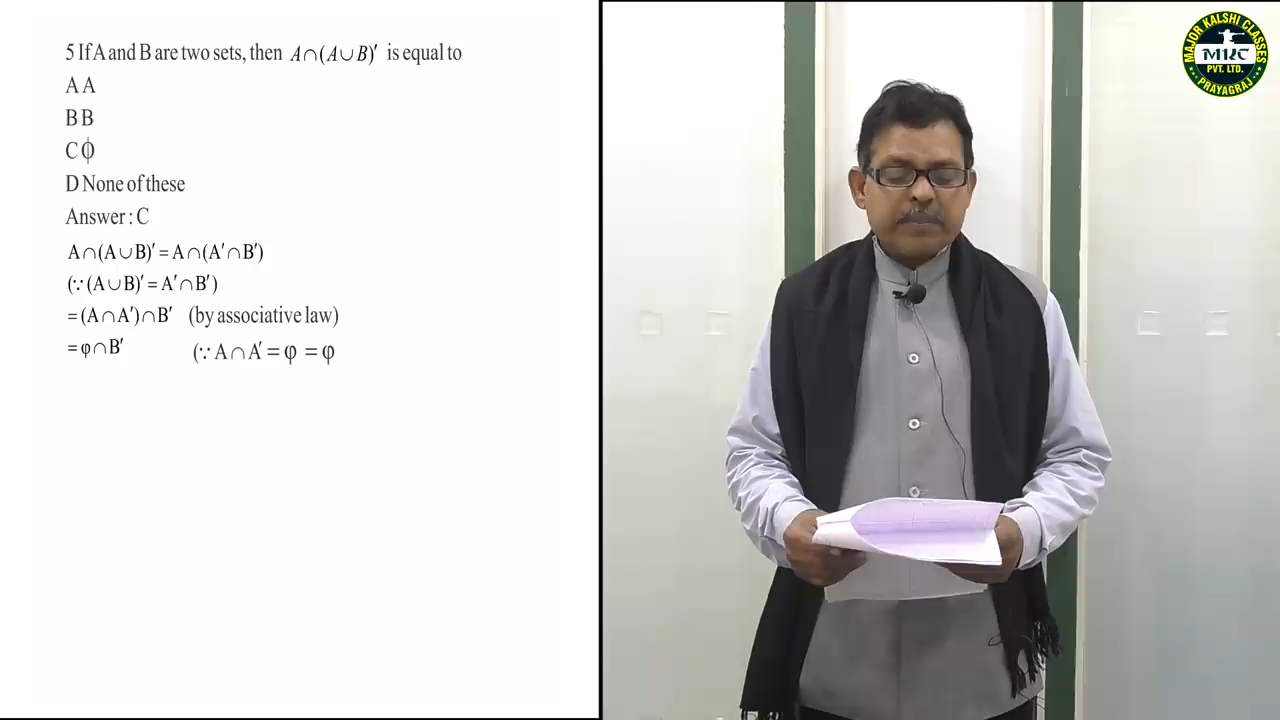 5 If A and B are two sets, then A∩(A∪B)′ is equal to
A A
B B
C ϕ
D None of these
Answer : C
A∩(A∪B)′ = A∩(A′∩B′)
(∵ (A∪B)′ = A′∩B′)
= (A∩A′)∩B′ (by associative law)
= φ∩B′ (∵ A∩A′ = φ = φ
MAJOR KALSHI CLASSES
MKC
PVT. LTD.
PRAYAGRAJ